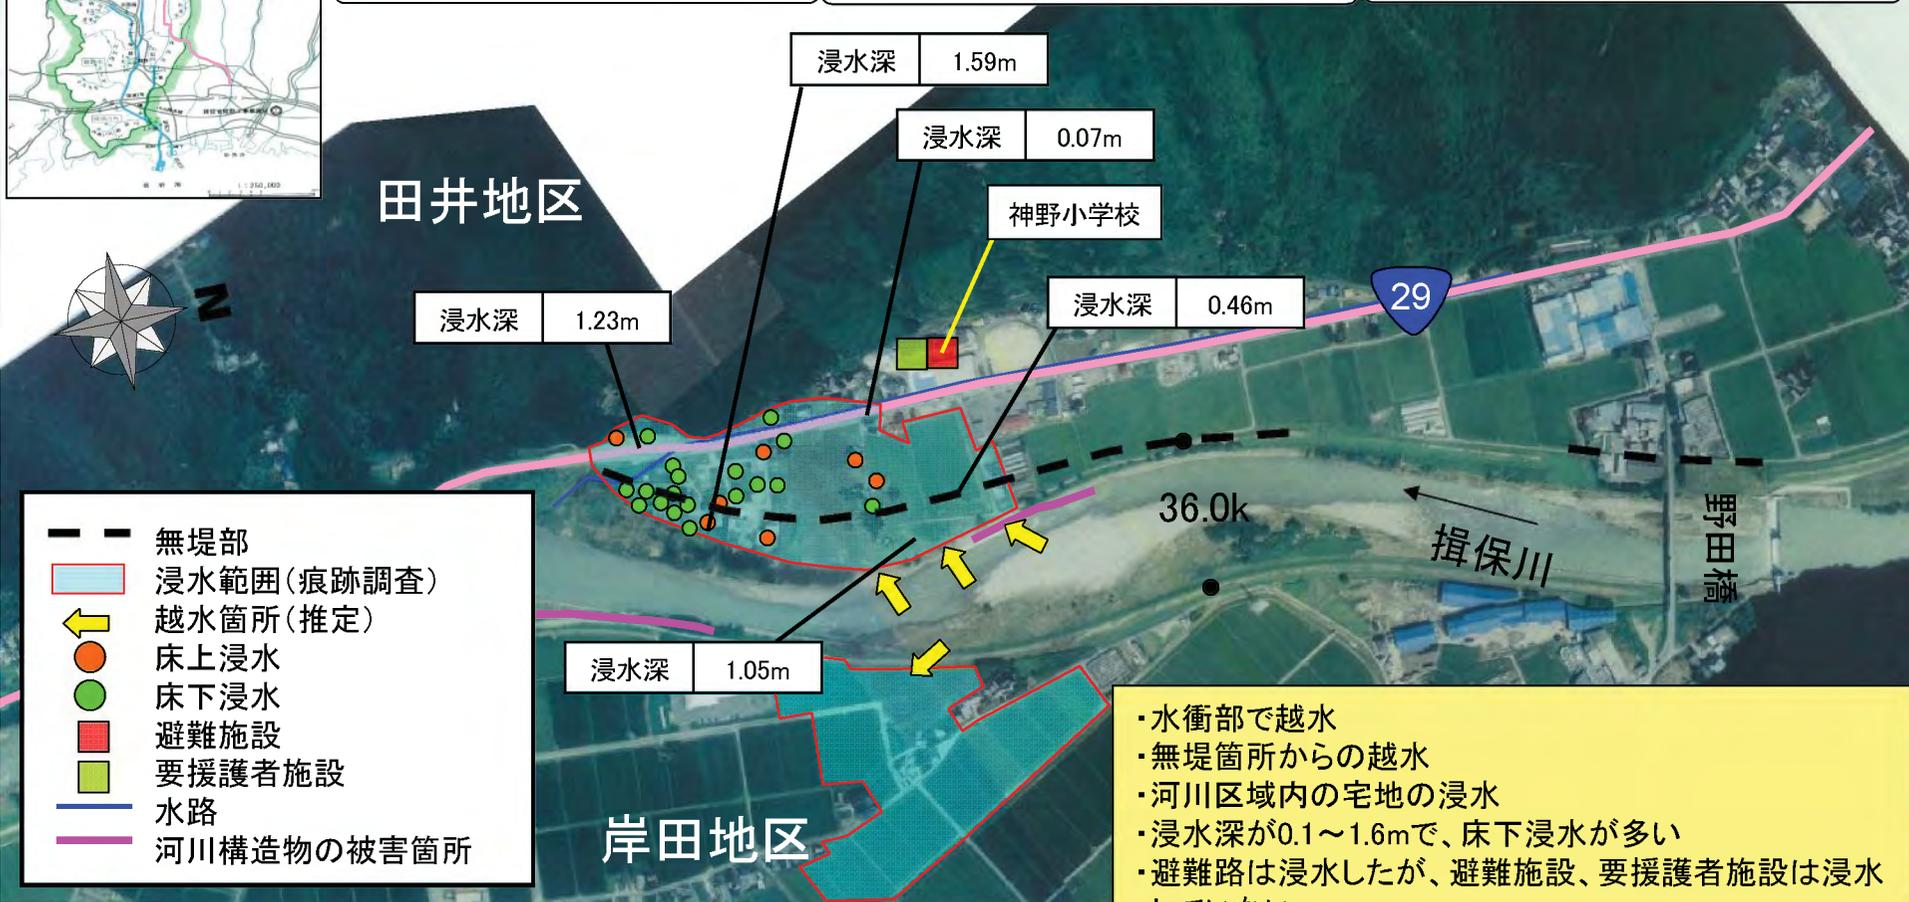 浸水深 1.59m
浸水深 0.07m
田井地区
神野小学校
浸水深 1.23m
浸水深 0.46m
29
N
36.0k
揖保川
野田橋
無堤部
浸水範囲(痕跡調査)
越水箇所(推定)
床上浸水
床下浸水
避難施設
要援護者施設
水路
河川構造物の被害箇所
浸水深 1.05m
岸田地区
・水衝部で越水
・無堤箇所からの越水
・河川区域内の宅地の浸水
・浸水深が0.1～1.6mで、床下浸水が多い
・避難路は浸水したが、避難施設、要援護者施設は浸水